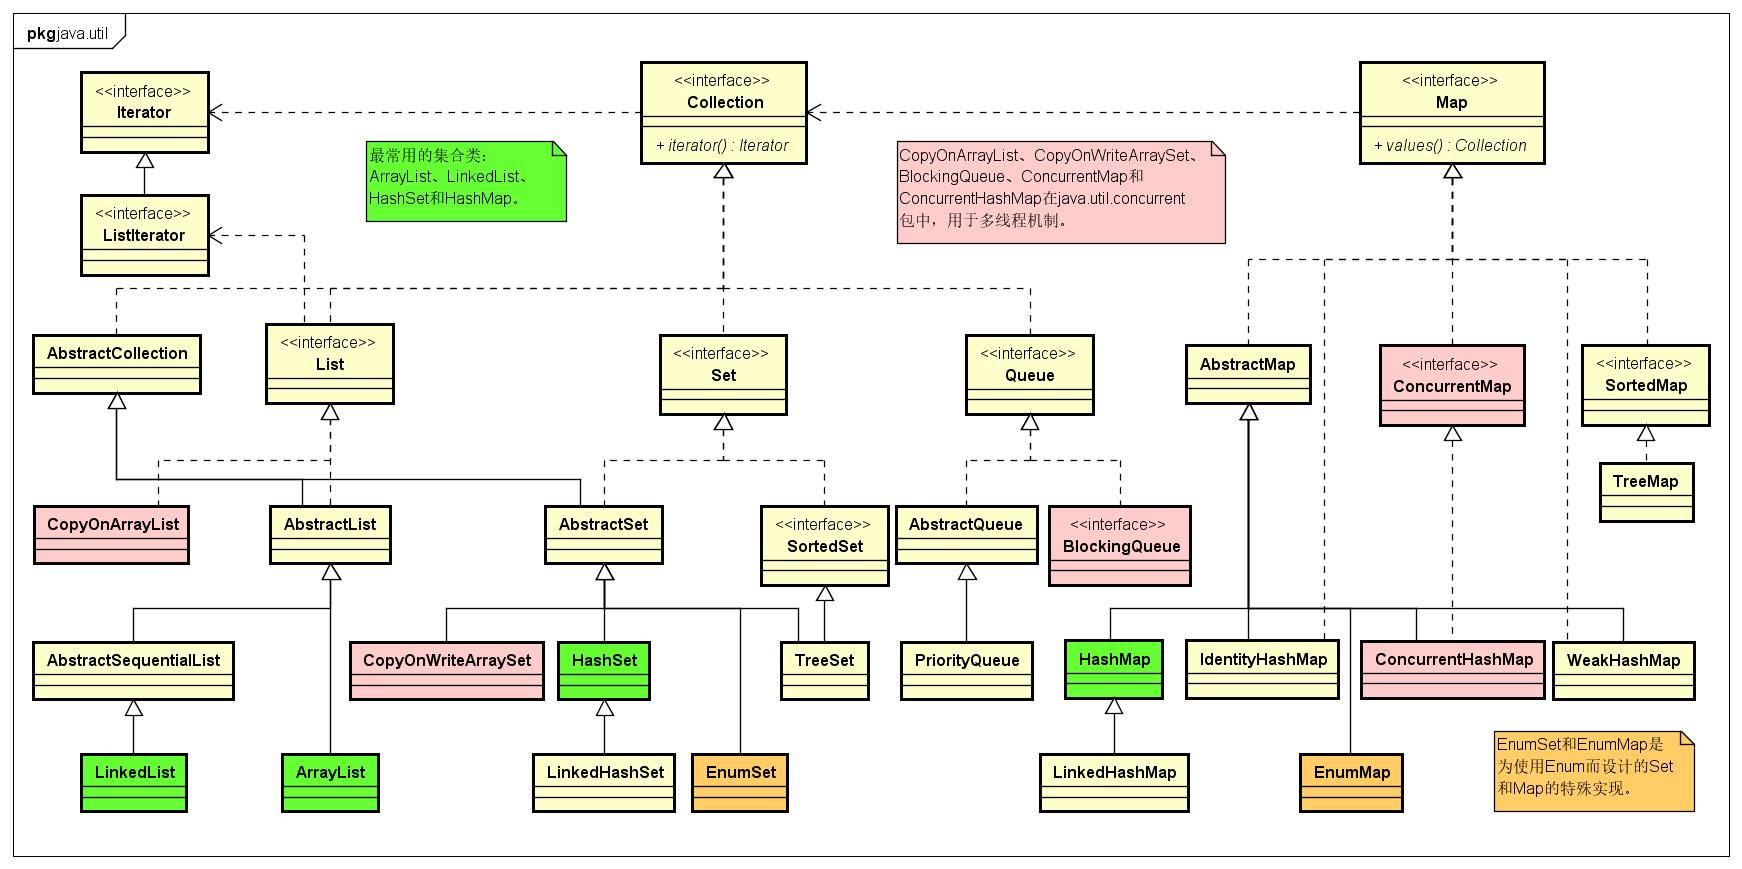 pkgjava.util
<<interface>>
Iterator
<<interface>>
Collection
+ iterator() : Iterator
<<interface>>
Map
+ values() : Collection
最常用的集合类：
ArrayList、LinkedList、
HashSet和HashMap。
CopyOnArrayList、CopyOnWriteArraySet、
BlockingQueue、ConcurrentMap和
ConcurrentHashMap在java.util.concurrent
包中，用于多线程机制。
<<interface>>
ListIterator
AbstractCollection
<<interface>>
List
<<interface>>
Set
<<interface>>
Queue
AbstractMap
<<interface>>
ConcurrentMap
<<interface>>
SortedMap
TreeMap
CopyOnArrayList
AbstractList
AbstractSet
<<interface>>
SortedSet
AbstractQueue
<<interface>>
BlockingQueue
AbstractSequentialList
CopyOnWriteArraySet
HashSet
TreeSet
PriorityQueue
HashMap
IdentityHashMap
ConcurrentHashMap
WeakHashMap
LinkedList
ArrayList
LinkedHashSet
EnumSet
LinkedHashMap
EnumMap
EnumSet和EnumMap是
为使用Enum而设计的Set
和Map的特殊实现。